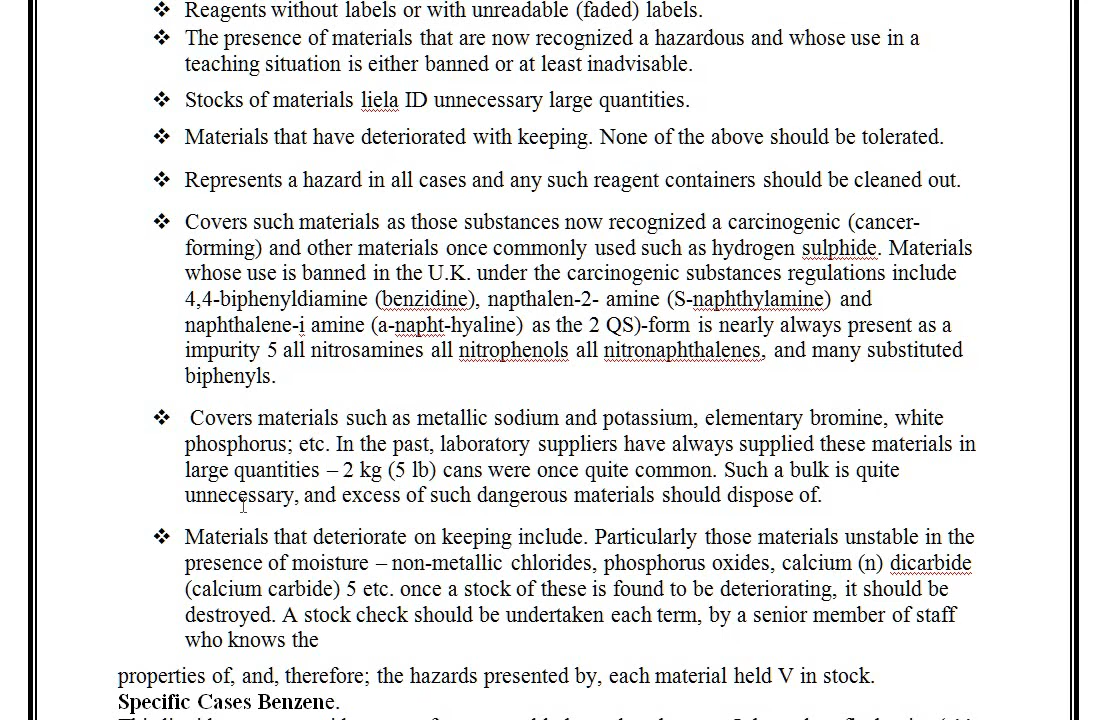 ❖ Reagents without labels or with unreadable (faded) labels.
❖ The presence of materials that are now recognized a hazardous and whose use in a
teaching situation is either banned or at least inadvisable.
❖ Stocks of materials liela ID unnecessary large quantities.
❖ Materials that have deteriorated with keeping. None of the above should be tolerated.
❖ Represents a hazard in all cases and any such reagent containers should be cleaned out.
❖ Covers such materials as those substances now recognized a carcinogenic (cancer-
forming) and other materials once commonly used such as hydrogen sulphide. Materials
whose use is banned in the U.K. under the carcinogenic substances regulations include
4,4-biphenyldiamine (benzidine), napthalen-2- amine (S-naphthylamine) and
naphthalene-i amine (a-napht-hyaline) as the 2 QS)-form is nearly always present as a
impurity 5 all nitrosamines all nitrophenols all nitronaphthalenes, and many substituted
biphenyls.
❖ Covers materials such as metallic sodium and potassium, elementary bromine, white
phosphorus; etc. In the past, laboratory suppliers have always supplied these materials in
large quantities – 2 kg (5 lb) cans were once quite common. Such a bulk is quite
unnecessary, and excess of such dangerous materials should dispose of.
❖ Materials that deteriorate on keeping include. Particularly those materials unstable in the
presence of moisture – non-metallic chlorides, phosphorus oxides, calcium (n) dicarbide
(calcium carbide) 5 etc. once a stock of these is found to be deteriorating, it should be
destroyed. A stock check should be undertaken each term, by a senior member of staff
who knows the
properties of, and, therefore; the hazards presented by, each material held V in stock.
Specific Cases Benzene.